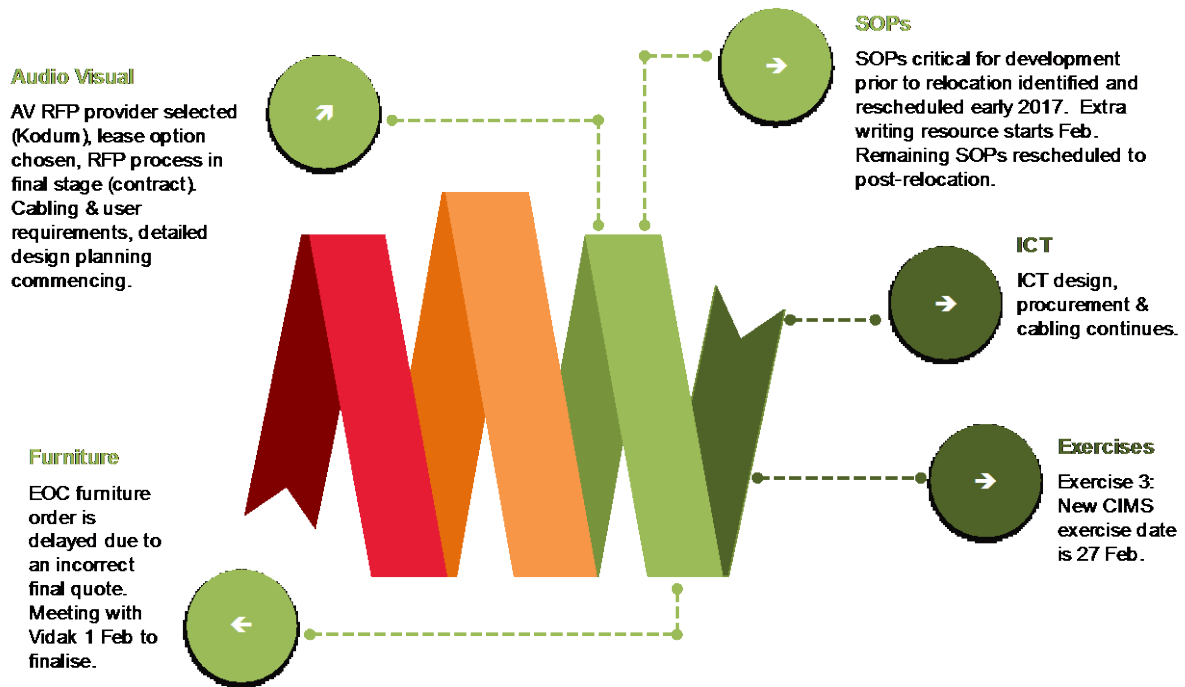 Audio Visual
AV RFP provider selected
(Kodum), lease option
chosen, RFP process in
final stage (contract).
Cabling & user
requirements, detailed
design planning
commencing.
SOPs
SOPs critical for development
prior to relocation identified and
rescheduled early 2017.  Extra
writing resource starts Feb.
Remaining SOPs rescheduled to
post-relocation.
ICT
ICT design,
procurement &
cabling continues.
Furniture
EOC furniture
order is
delayed due to
an incorrect
final quote.
Meeting with
Vidak 1 Feb to
finalise.
Exercises
Exercise 3:
New CIMS
exercise date
is 27 Feb.